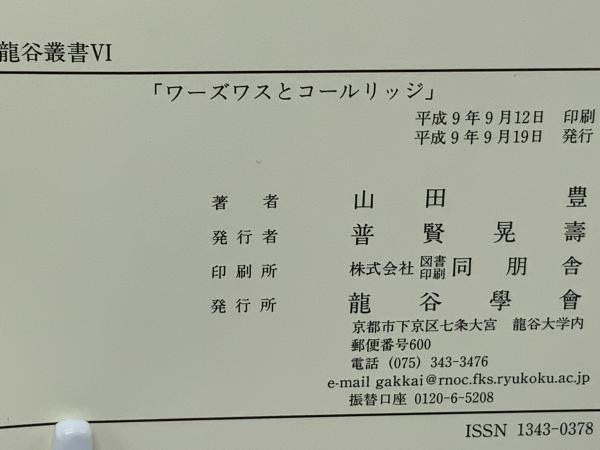 龍谷叢書VI
「ワーズワスとコールリッジ」
平成9年9月12日 印刷
平成9年9月19日 発行
著者 山田豊
発行者 普賢晃壽
印刷所 株式会社 図書印刷 同朋舎
発行所 龍谷學會
京都市下京区七条大宮 龍谷大学内
郵便番号600
電話 (075) 343-3476
e-mail gakkai@rnoc.fks.ryukoku.ac.jp
振替口座 0120-6-5208
ISSN 1343-0378